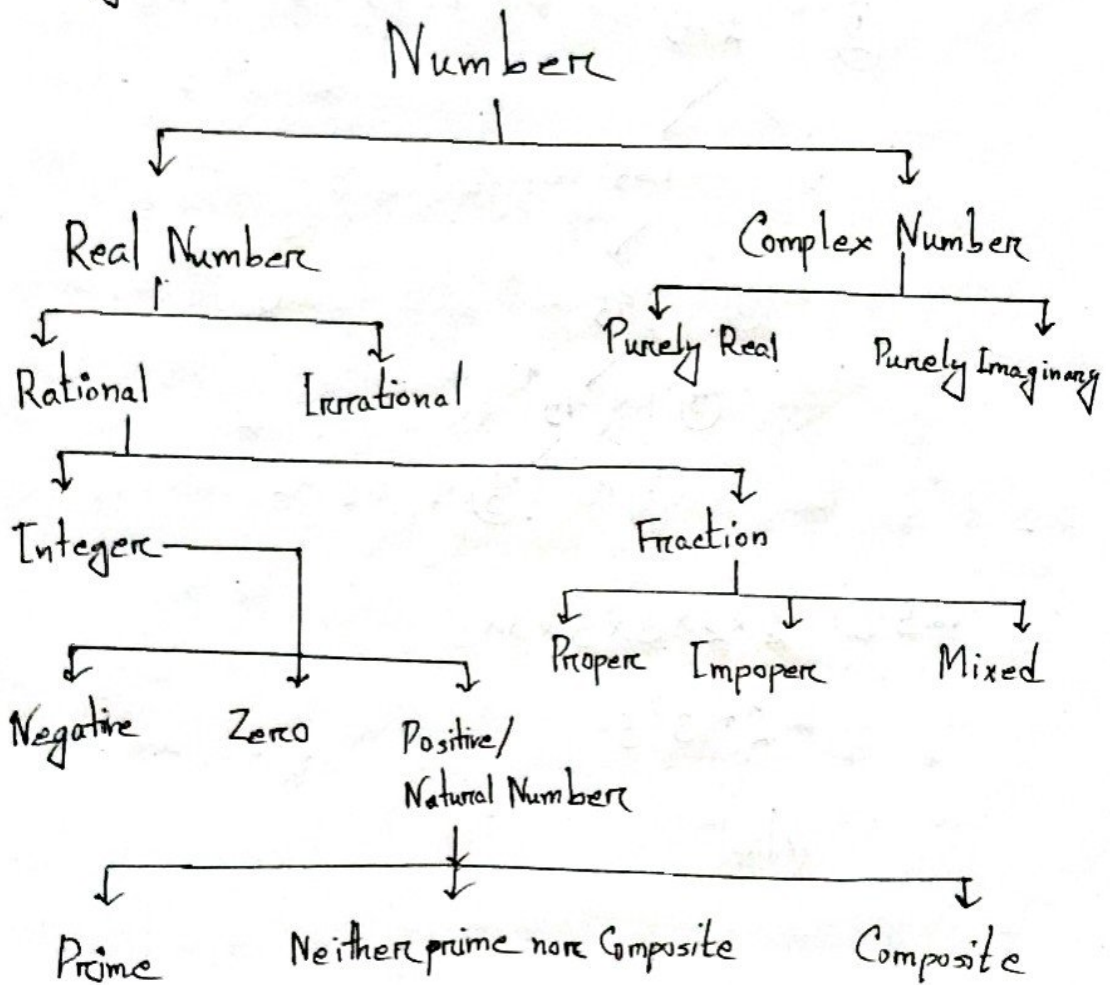 Number
Real Number
Complex Number
Purely Real
Purely Imaginary
Rational
Irrational
Integer
Fraction
Proper
Impoper
Mixed
Negative
Zero
Positive/
Natural Number
Prime
Neither prime nor Composite
Composite